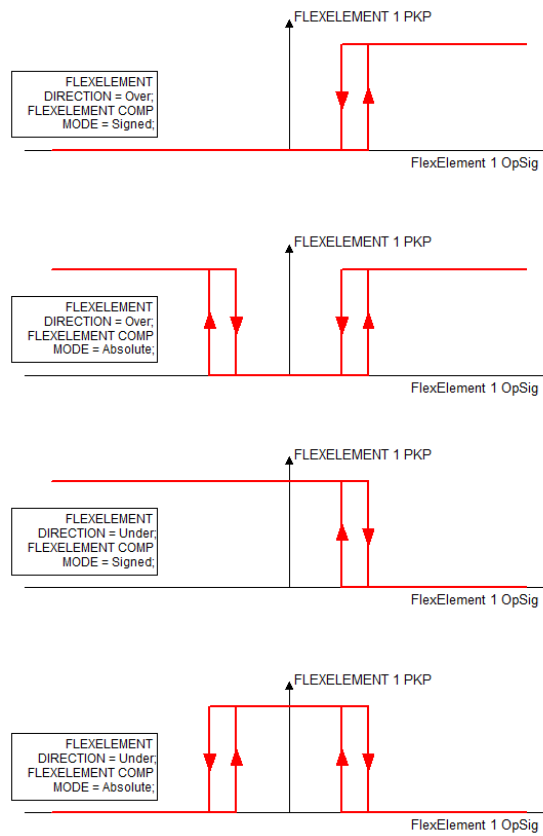 FLEXELEMENT 1 PKP
FLEXELEMENT
DIRECTION = Over;
FLEXELEMENT COMP
MODE = Signed;
FlexElement 1 OpSig
FLEXELEMENT 1 PKP
FLEXELEMENT
DIRECTION = Over;
FLEXELEMENT COMP
MODE = Absolute;
FlexElement 1 OpSig
FLEXELEMENT 1 PKP
FLEXELEMENT
DIRECTION = Under;
FLEXELEMENT COMP
MODE = Signed;
FlexElement 1 OpSig
FLEXELEMENT 1 PKP
FLEXELEMENT
DIRECTION = Under;
FLEXELEMENT COMP
MODE = Absolute;
FlexElement 1 OpSig